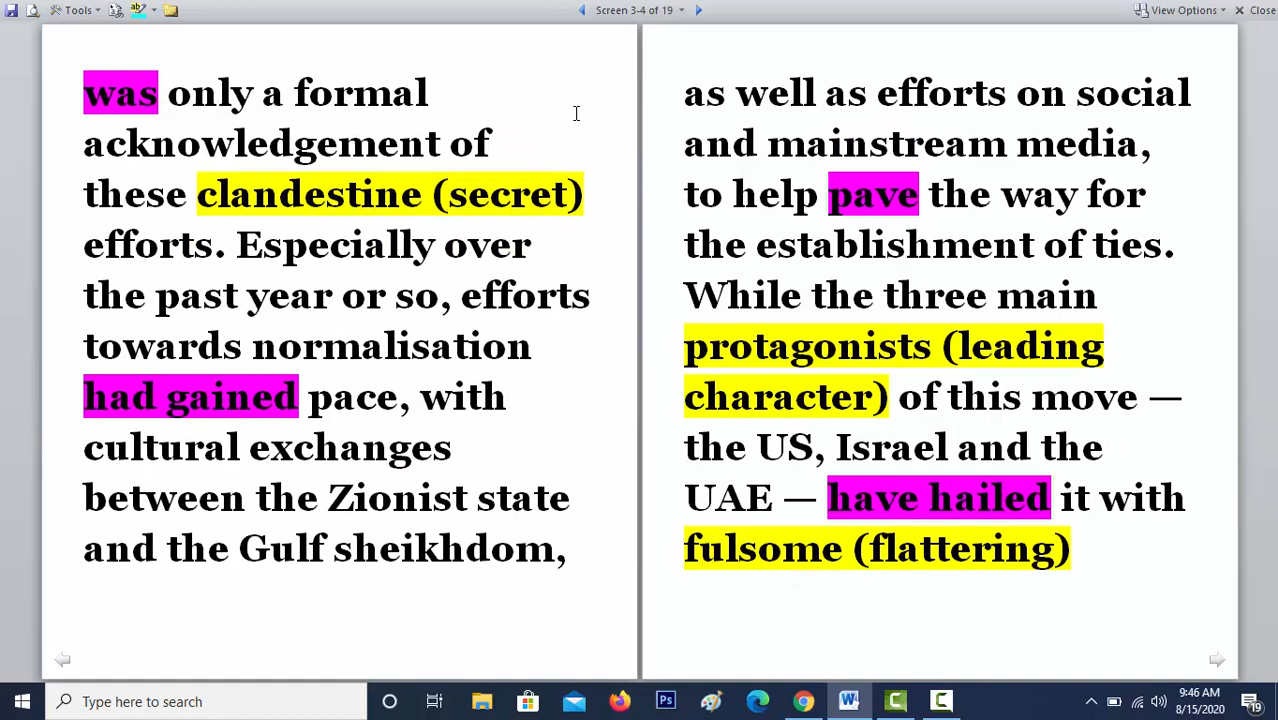 Tools
Screen 3-4 of 19
View Options
Close
was only a formal
acknowledgement of
these clandestine (secret)
efforts. Especially over
the past year or so, efforts
towards normalisation
had gained pace, with
cultural exchanges
between the Zionist state
and the Gulf sheikhdom,
as well as efforts on social
and mainstream media,
to help pave the way for
the establishment of ties.
While the three main
protagonists (leading
character) of this move —
the US, Israel and the
UAE — have hailed it with
fulsome (flattering)
Type here to search
Ps
9:46 AM
8/15/2020
19